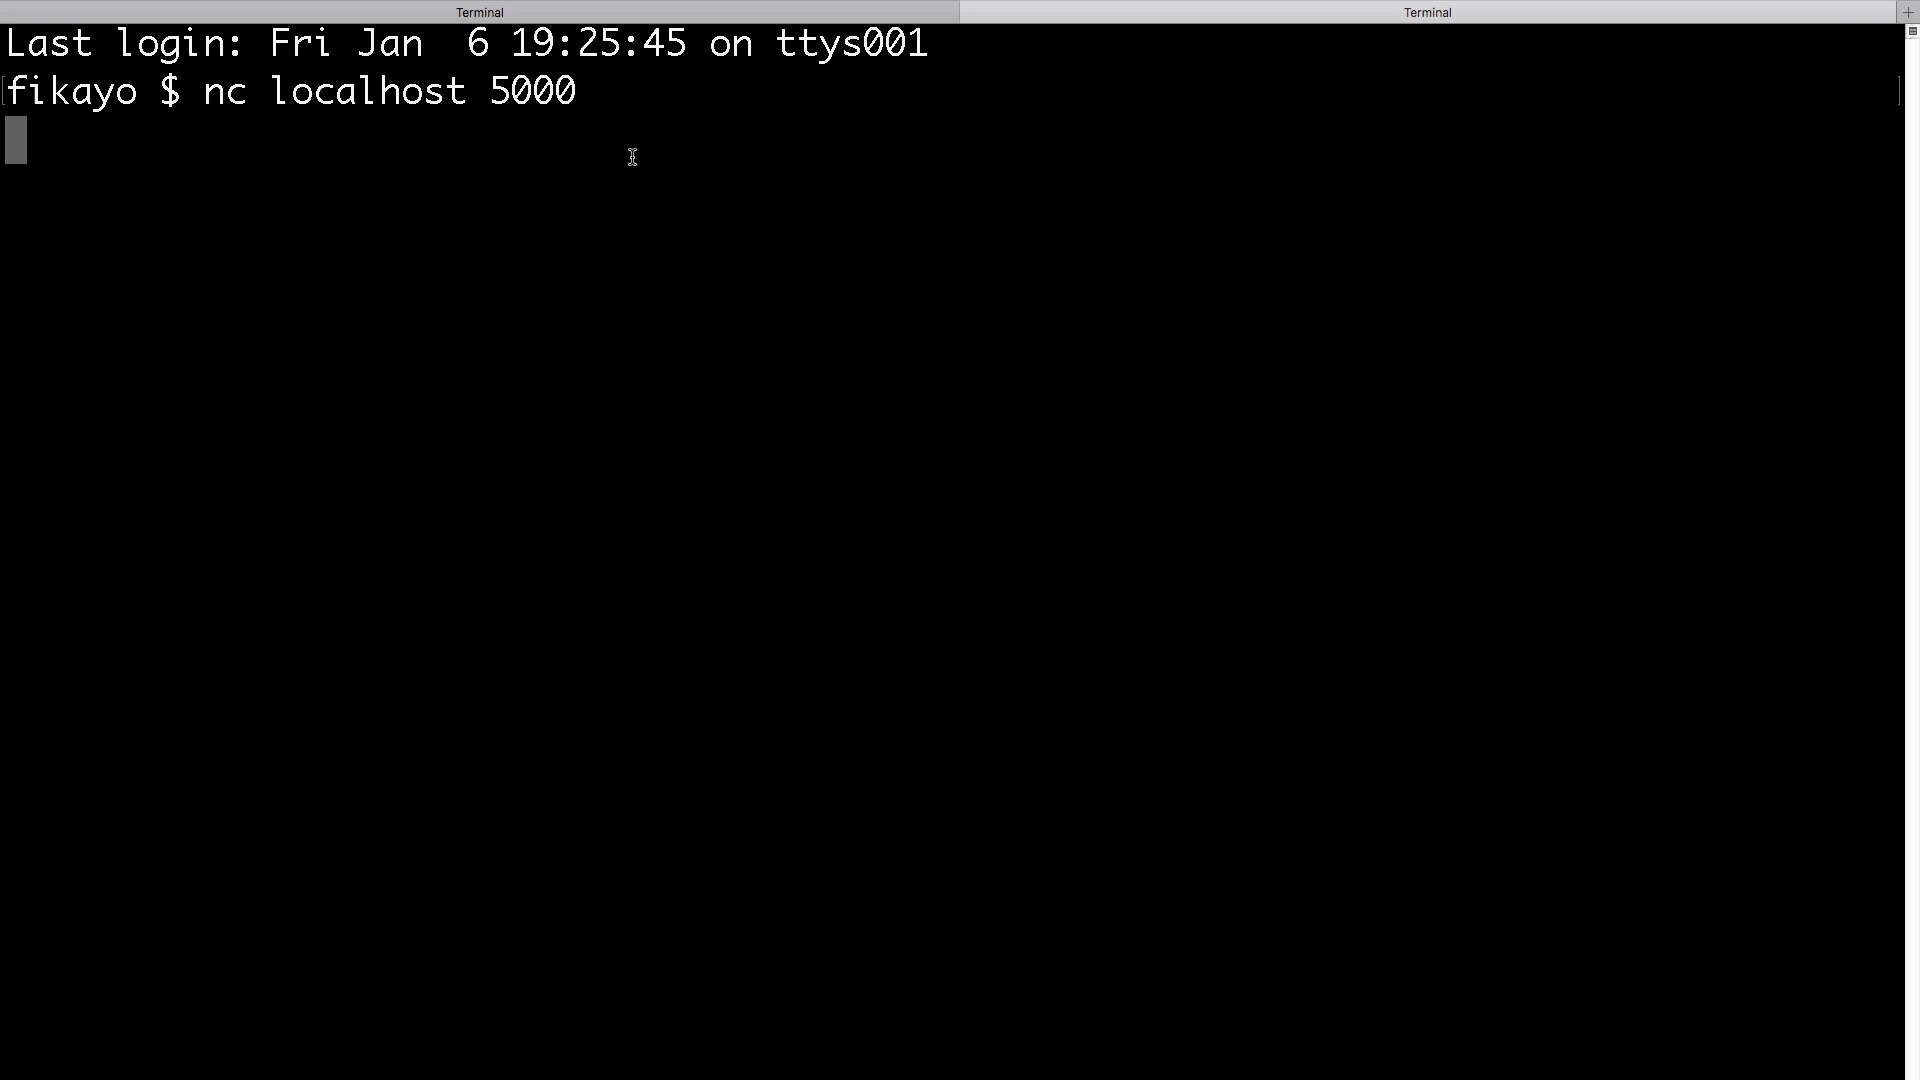 Terminal
Terminal
Last login: Fri Jan  6 19:25:45 on ttys001
fikayo $ nc localhost 5000